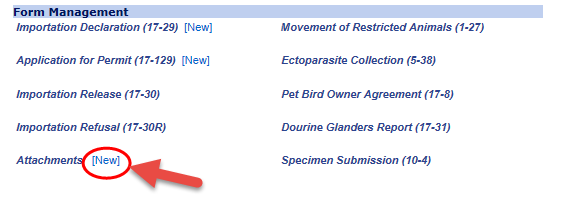 Form Management
Importation Declaration (17-29) [New]
Movement of Restricted Animals (1-27)
Application for Permit (17-129) [New]
Ectoparasite Collection (5-38)
Importation Release (17-30)
Pet Bird Owner Agreement (17-8)
Importation Refusal (17-30R)
Dourine Glanders Report (17-31)
Attachments [New]
Specimen Submission (10-4)